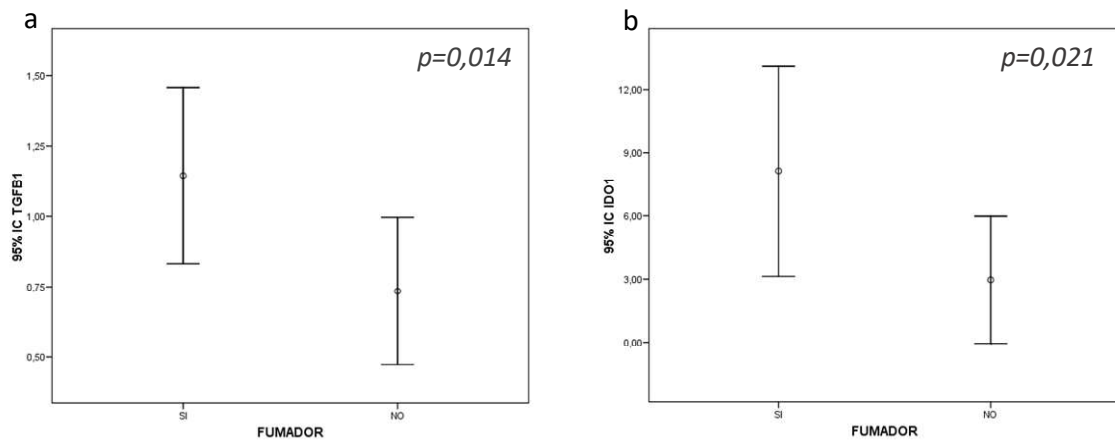 a
p=0,014
1,50
1,25
1,00
0,75
0,50
95% IC TGFB1
SI
NO
FUMADOR
b
p=0,021
12,00
9,00
6,00
3,00
0,00
95% IC IDO1
SI
NO
FUMADOR